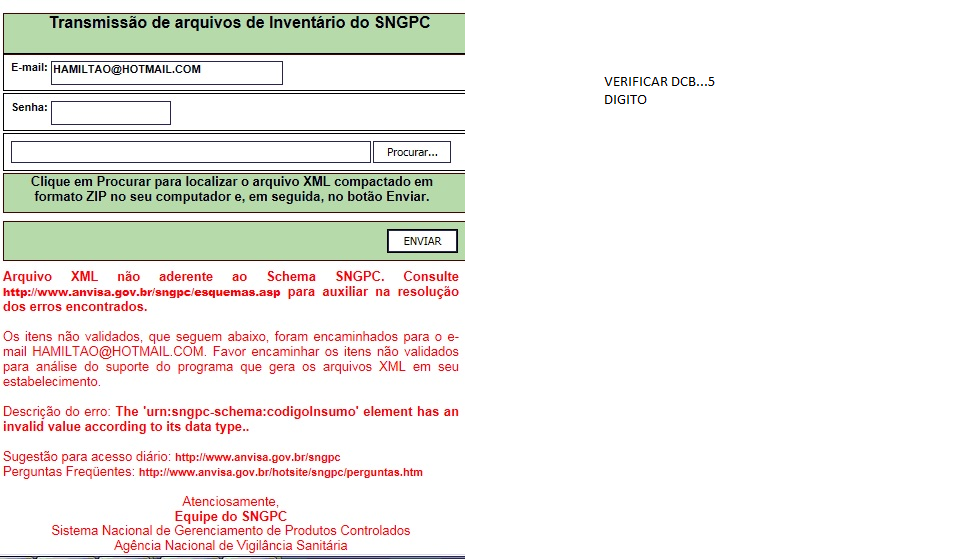 Transmissão de arquivos de Inventário do SNGPC
E-mail: HAMILTAO@HOTMAIL.COM
Senha:
Procurar...
Clique em Procurar para localizar o arquivo XML compactado em
formato ZIP no seu computador e, em seguida, no botão Enviar.
ENVIAR
Arquivo XML não aderente ao Schema SNGPC. Consulte
http://www.anvisa.gov.br/sngpc/esquemas.asp para auxiliar na resolução
dos erros encontrados.
Os itens não validados, que seguem abaixo, foram encaminhados para o e-
mail HAMILTAO@HOTMAIL.COM. Favor encaminhar os itens não validados
para análise do suporte do programa que gera os arquivos XML em seu
estabelecimento.
Descrição do erro: The 'urn:sngpc-schema:codigoInsumo' element has an
invalid value according to its data type..
Sugestão para acesso diário: http://www.anvisa.gov.br/sngpc
Perguntas Freqüentes: http://www.anvisa.gov.br/hotsite/sngpc/perguntas.htm
Atenciosamente,
Equipe do SNGPC
Sistema Nacional de Gerenciamento de Produtos Controlados
Agência Nacional de Vigilância Sanitária
VERIFICAR DCB...5
DIGITO